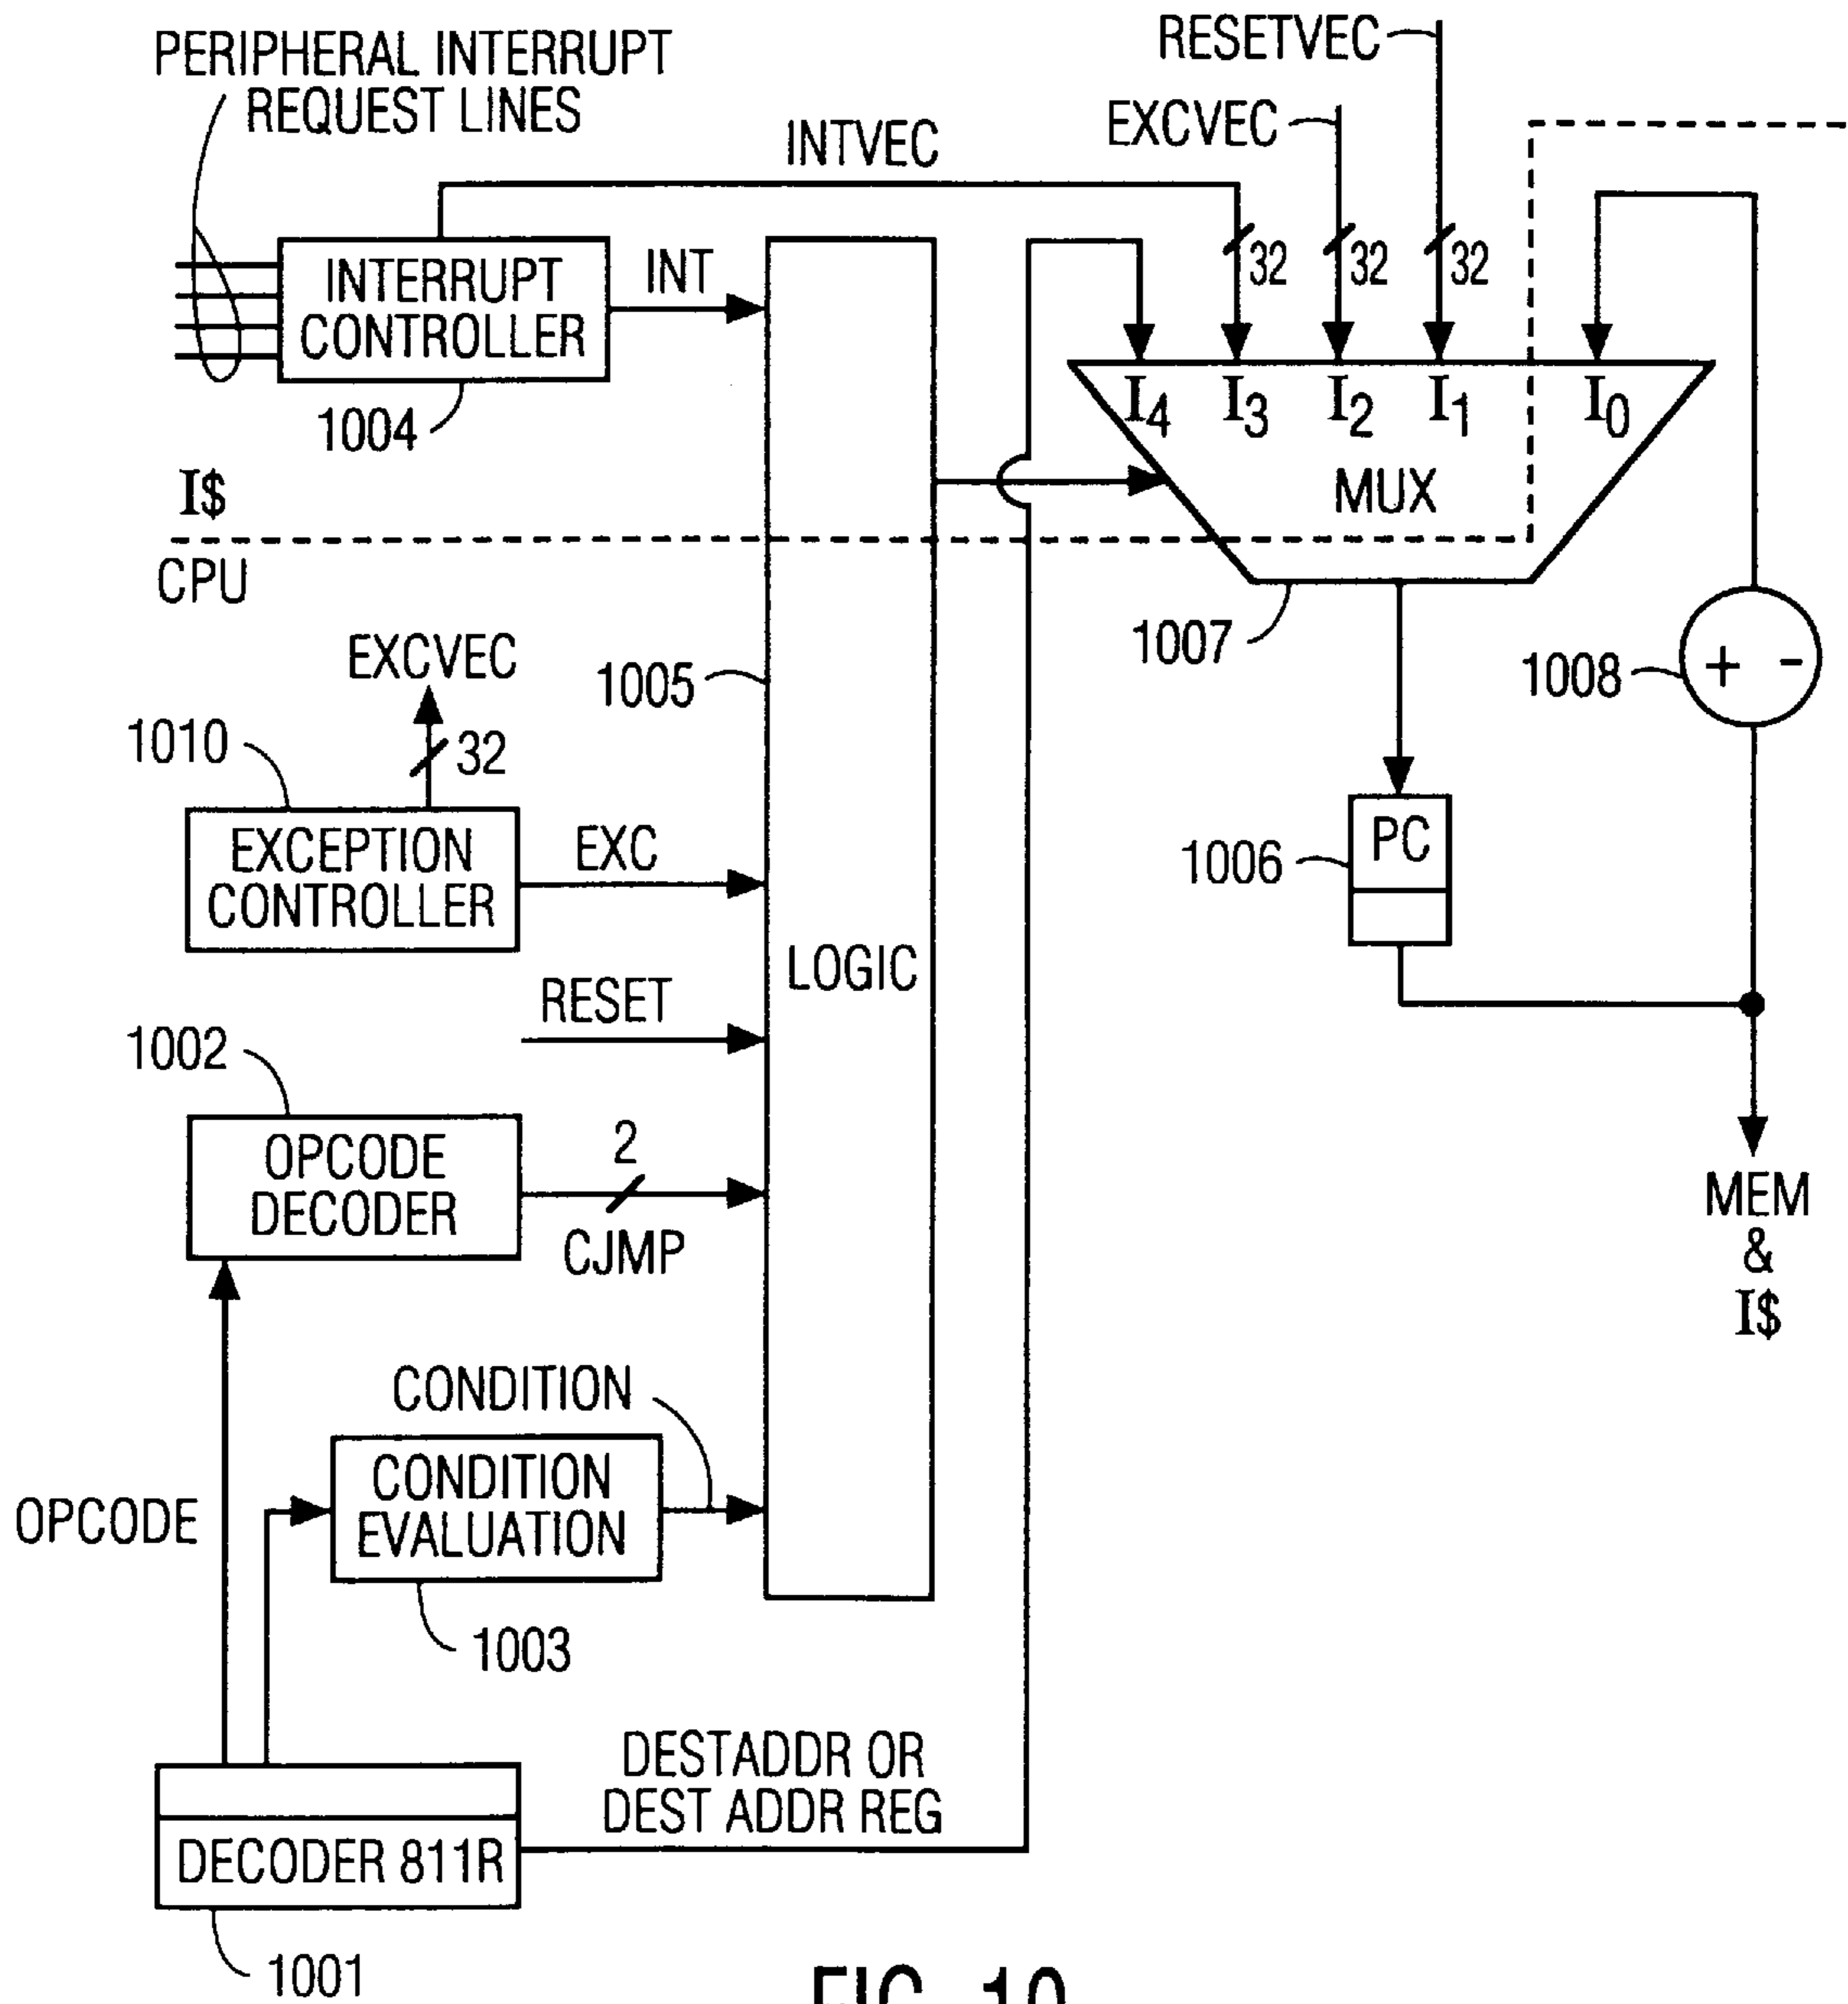 PERIPHERAL INTERRUPT
REQUEST LINES
RESETVEC
EXCVEC
INTVEC
INTERRUPT
CONTROLLER
INT
1004
32
32
32
I4
I3
I2
I1
I0
MUX
I$
CPU
1007
1008
+ -
EXCVEC
32
1010
1005
EXCEPTION
CONTROLLER
EXC
PC
1006
LOGIC
RESET
1002
OPCODE
DECODER
2
CJMP
MEM
&
I$
CONDITION
CONDITION
EVALUATION
OPCODE
1003
DESTADDR OR
DEST ADDR REG
DECODER 811R
1001
FIG. 10